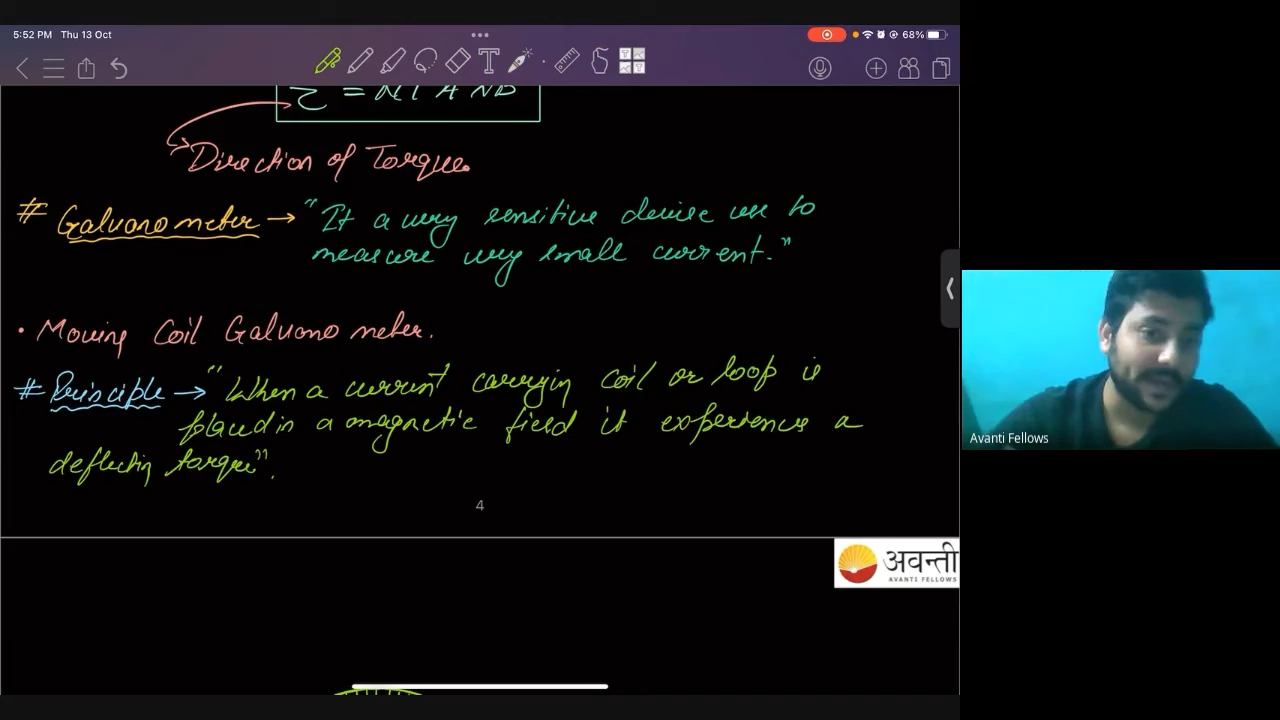 5:52 PM Thu 13 Oct
68%
= NI A
Direction of Torque.
# Galvanometer → "It a very sensitive device use to
measure very small current."
• Moving Coil Galvanometer.
# Principle → "When a current carrying coil or loop is
placed in a magnetic field it experience a
deflecting torque".
4
अवन्ती
AVANTI FELLOWS
Avanti Fellows